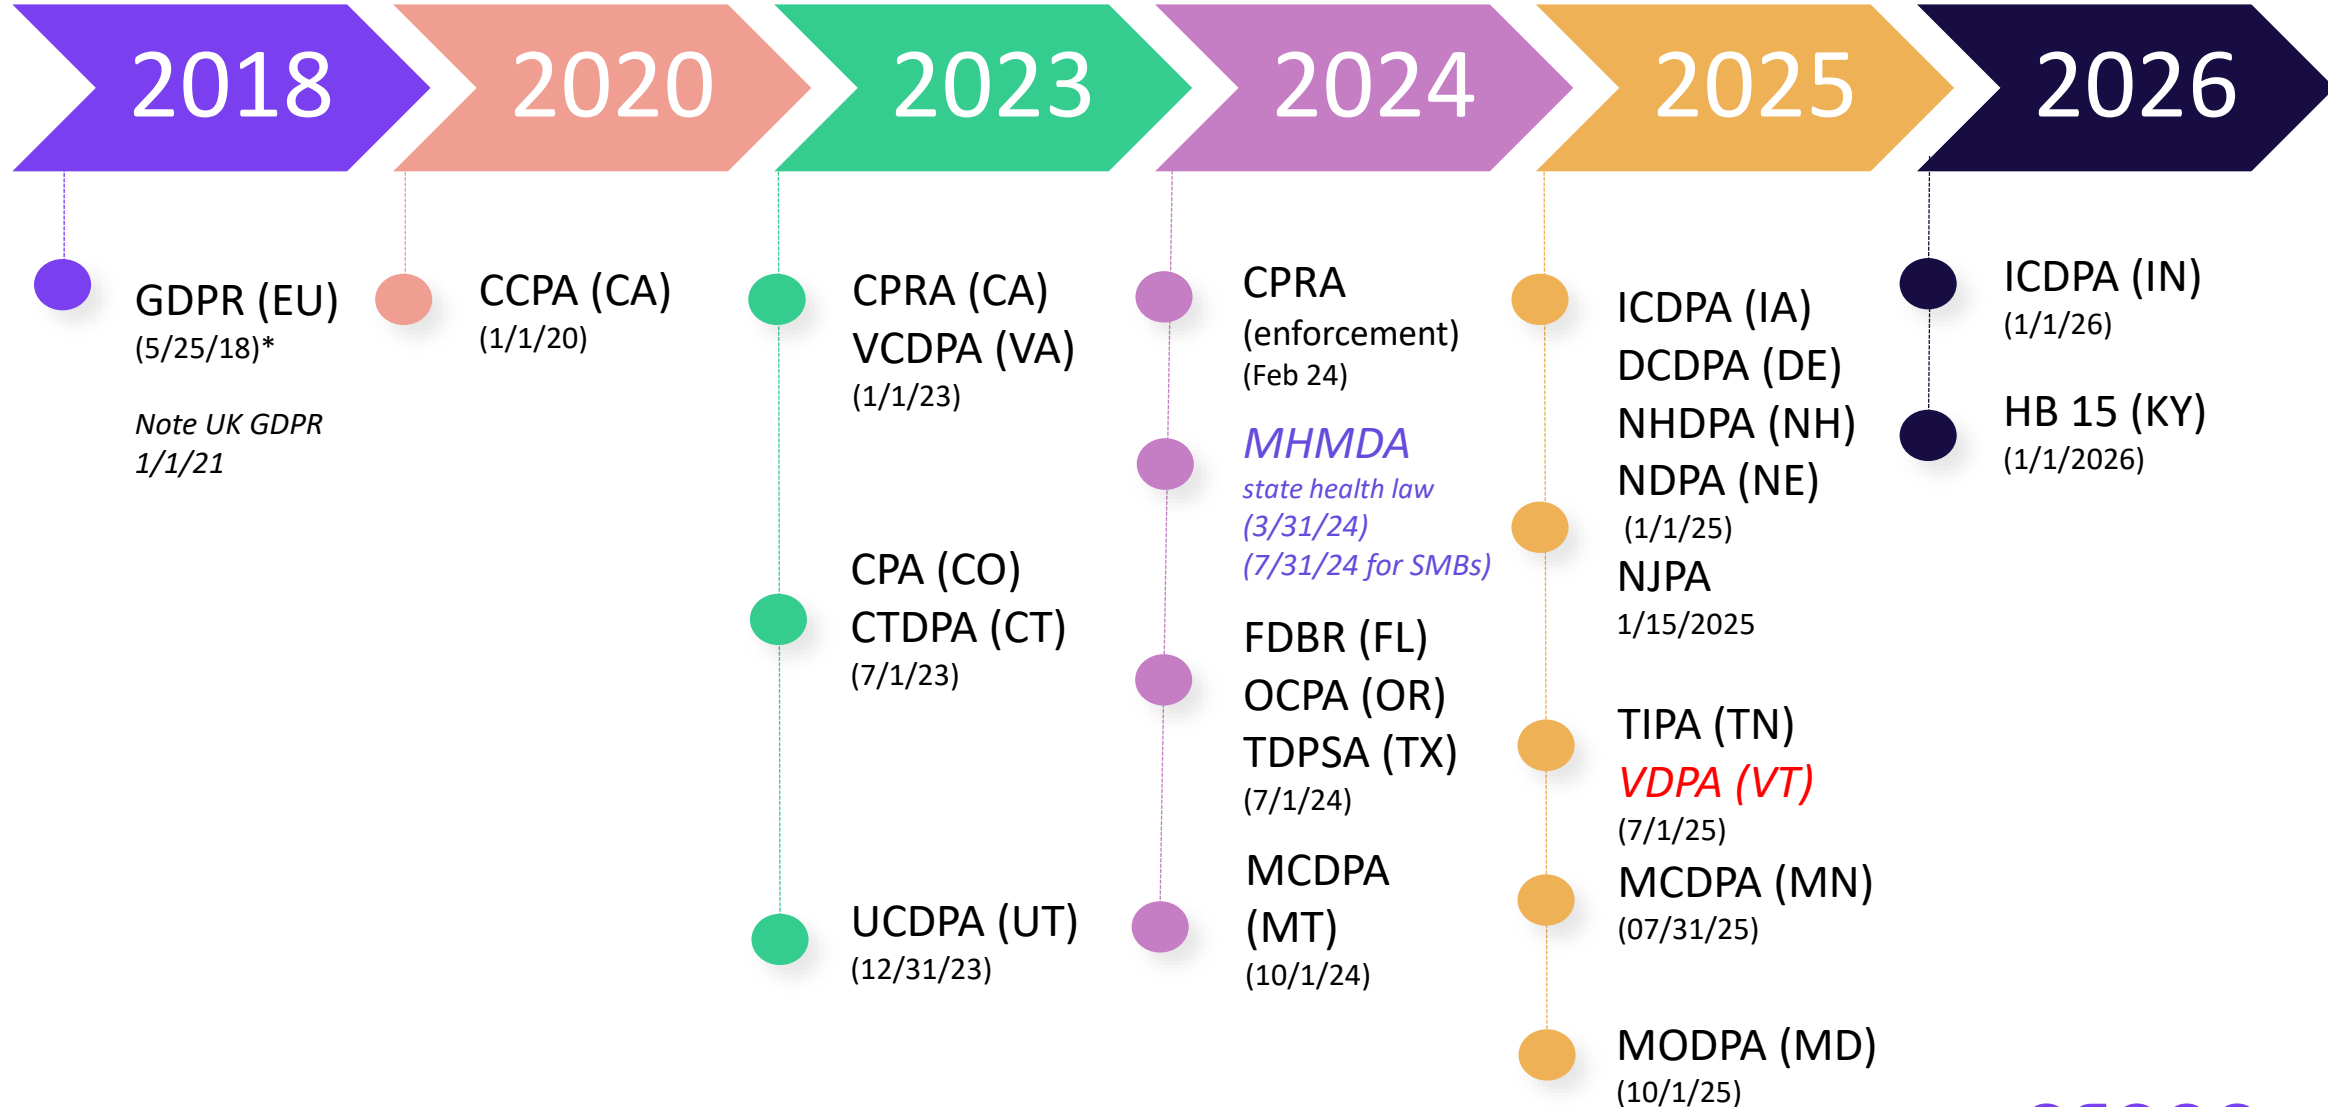 2018
2020
2023
2024
2025
2026
GDPR (EU)
(5/25/18)*
Note UK GDPR
1/1/21
CCPA (CA)
(1/1/20)
CPRA (CA)
VCDPA (VA)
(1/1/23)
CPA (CO)
CTDPA (CT)
(7/1/23)
UCDPA (UT)
(12/31/23)
CPRA
(enforcement)
(Feb 24)
MHMDA
state health law
(3/31/24)
(7/31/24 for SMBs)
FDBR (FL)
OCPA (OR)
TDPSA (TX)
(7/1/24)
MCDPA
(MT)
(10/1/24)
ICDPA (IA)
DCDPA (DE)
NHDPA (NH)
NDPA (NE)
(1/1/25)
NJPA
1/15/2025
TIPA (TN)
VDPA (VT)
(7/1/25)
MCDPA (MN)
(07/31/25)
MODPA (MD)
(10/1/25)
ICDPA (IN)
(1/1/26)
HB 15 (KY)
(1/1/2026)